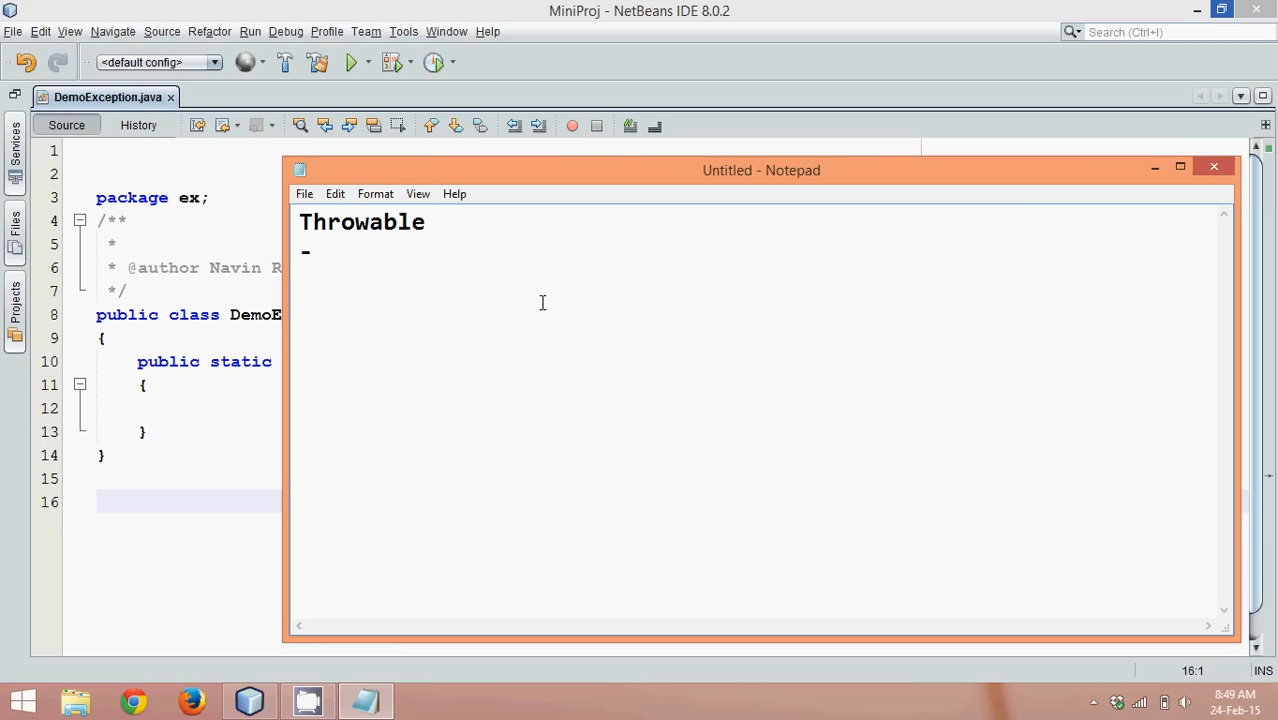 MiniProj - NetBeans IDE 8.0.2
File Edit View Navigate Source Refactor Run Debug Profile Team Tools Window Help
Search (Ctrl+I)
<default config>
DemoException.java
Source History
Services
Files
Projects
1
2
3 package ex;
4 /**
5 *
6 * @author Navin R
7 */
8 public class DemoE
9 {
10 public static
11 {
12
13 }
14 }
15
16
Untitled - Notepad
File Edit Format View Help
Throwable
-
16:1 INS
8:49 AM
24-Feb-15